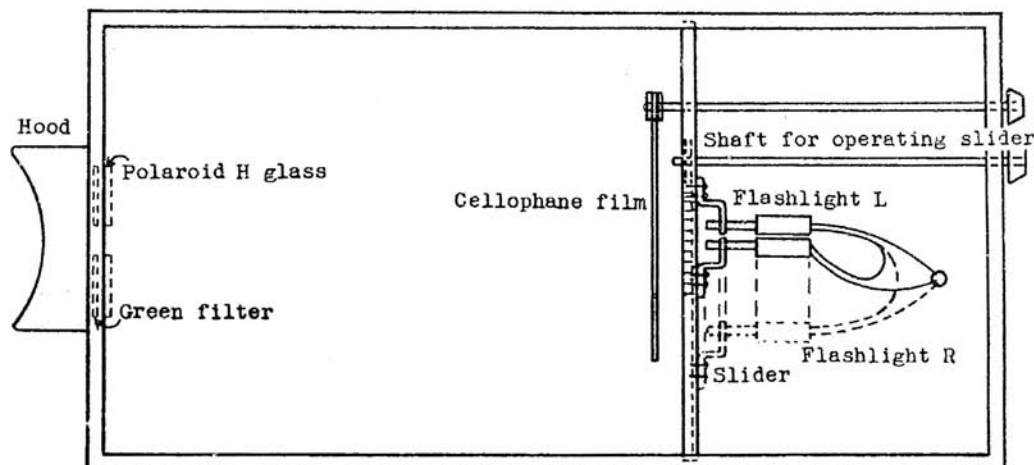 Hood
Polaroid H glass
Shaft for operating slider
Cellophane film
Flashlight L
Green filter
Flashlight R
Slider